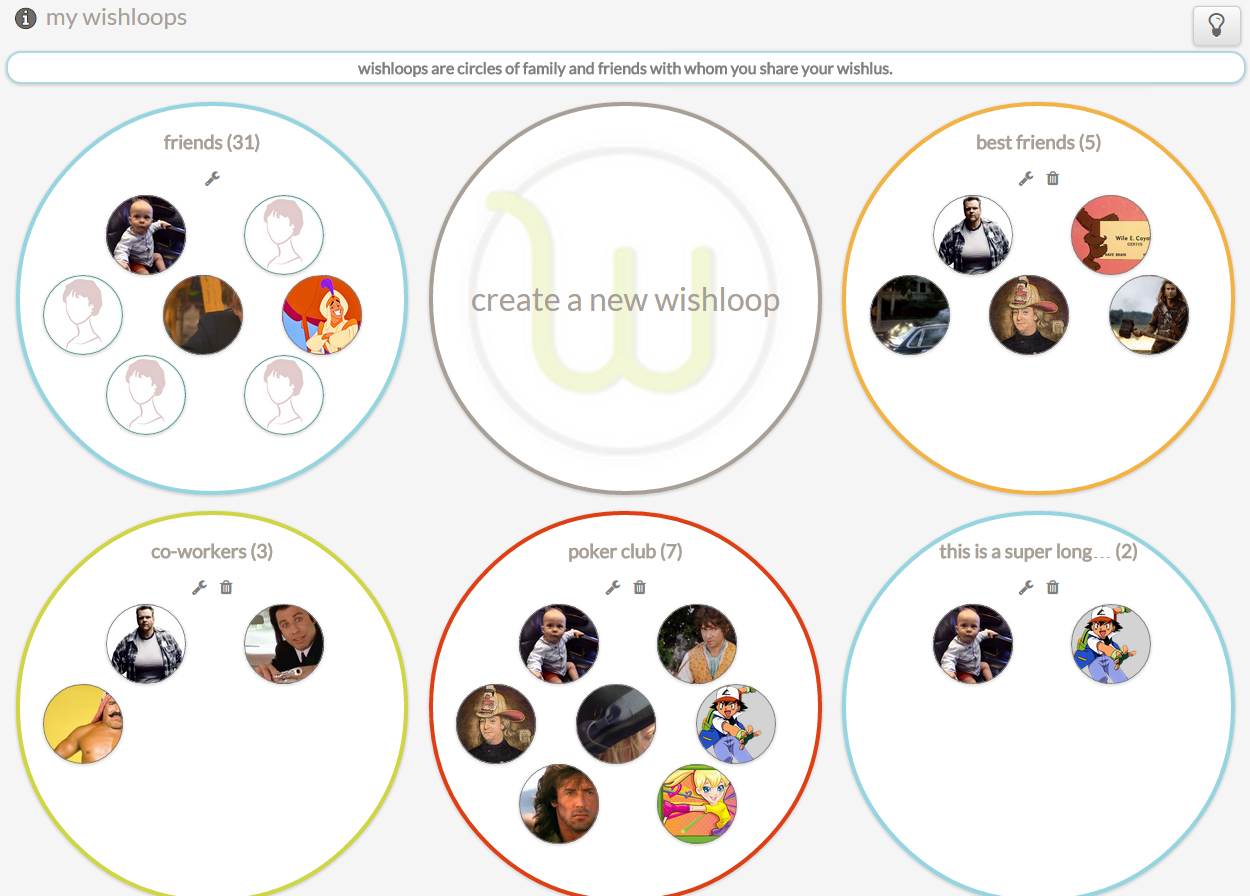 my wishloops
wishloops are circles of family and friends with whom you share your wishlus.
friends (31)
create a new wishloop
best friends (5)
Wile E. Coyo
GENIUS
co-workers (3)
poker club (7)
this is a super long... (2)